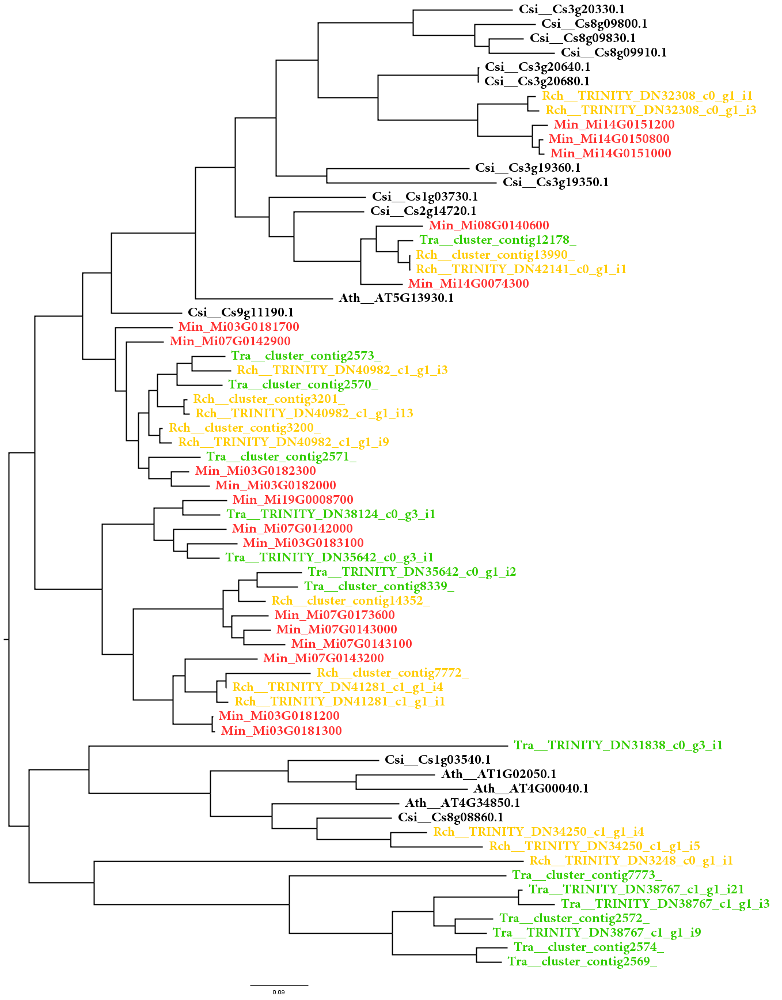 Csi__Cs3g20330.1
Csi__Cs8g09800.1
Csi__Cs8g09830.1
Csi__Cs8g09910.1
Csi__Cs3g20640.1
Csi__Cs3g20680.1
Rch__TRINITY_DN32308_c0_g1_i1
Rch__TRINITY_DN32308_c0_g1_i3
Min_Mi14G0151200
Min_Mi14G0150800
Min_Mi14G0151000
Csi__Cs3g19360.1
Csi__Cs3g19350.1
Csi__Cs1g03730.1
Csi__Cs2g14720.1
Min_Mi08G0140600
Tra__cluster_contig12178_
Rch__cluster_contig13990_
Rch__TRINITY_DN42141_c0_g1_i1
Min_Mi14G0074300
Ath__AT5G13930.1
Csi__Cs9g11190.1
Min_Mi03G0181700
Min_Mi07G0142900
Tra__cluster_contig2573_
Rch__TRINITY_DN40982_c1_g1_i3
Tra__cluster_contig2570_
Rch__cluster_contig3201_
Rch__TRINITY_DN40982_c1_g1_i13
Rch__cluster_contig3200_
Rch__TRINITY_DN40982_c1_g1_i9
Tra__cluster_contig2571_
Min_Mi03G0182300
Min_Mi03G0182000
Min_Mi19G0008700
Tra__TRINITY_DN38124_c0_g3_i1
Min_Mi07G0142000
Min_Mi03G0183100
Tra__TRINITY_DN35642_c0_g3_i1
Tra__TRINITY_DN35642_c0_g1_i2
Tra__cluster_contig8339_
Rch__cluster_contig14352_
Min_Mi07G0173600
Min_Mi07G0143000
Min_Mi07G0143100
Min_Mi07G0143200
Rch__cluster_contig7772_
Rch__TRINITY_DN41281_c1_g1_i4
Rch__TRINITY_DN41281_c1_g1_i1
Min_Mi03G0181200
Min_Mi03G0181300
Tra__TRINITY_DN31838_c0_g3_i1
Csi__Cs1g03540.1
Ath__AT1G02050.1
Ath__AT4G00040.1
Ath__AT4G34850.1
Csi__Cs8g08860.1
Rch__TRINITY_DN34250_c1_g1_i4
Rch__TRINITY_DN34250_c1_g1_i5
Rch__TRINITY_DN3248_c0_g1_i1
Tra__cluster_contig7773_
Tra__TRINITY_DN38767_c1_g1_i21
Tra__TRINITY_DN38767_c1_g1_i3
Tra__cluster_contig2572_
Tra__TRINITY_DN38767_c1_g1_i9
Tra__cluster_contig2574_
Tra__cluster_contig2569_
0.09